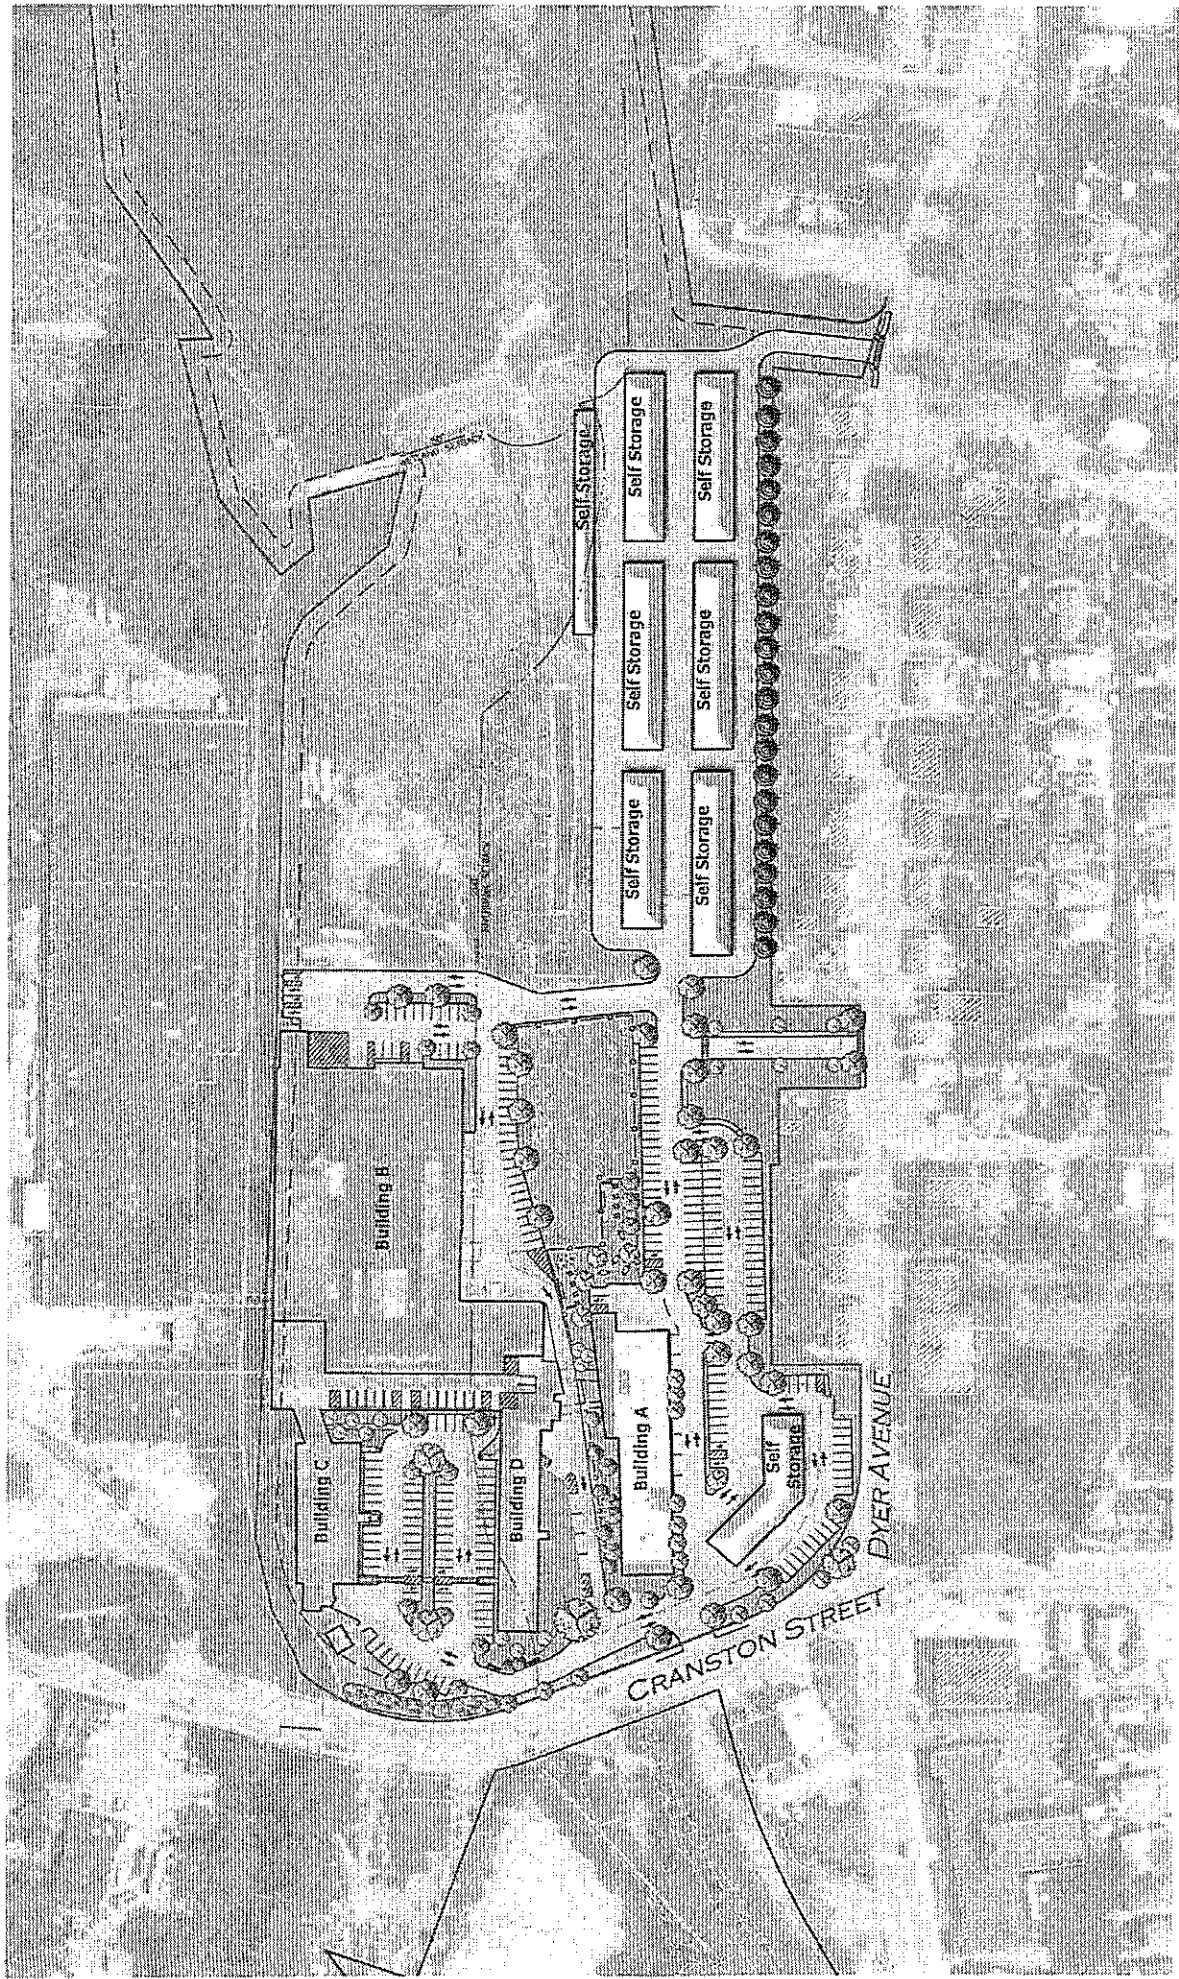 Self Storage
Self Storage
Self Storage
Self Storage
Self Storage
Self Storage
Self Storage
Building B
Building C
Building D
Building A
Self
Storage
DYER AVENUE
CRANSTON STREET